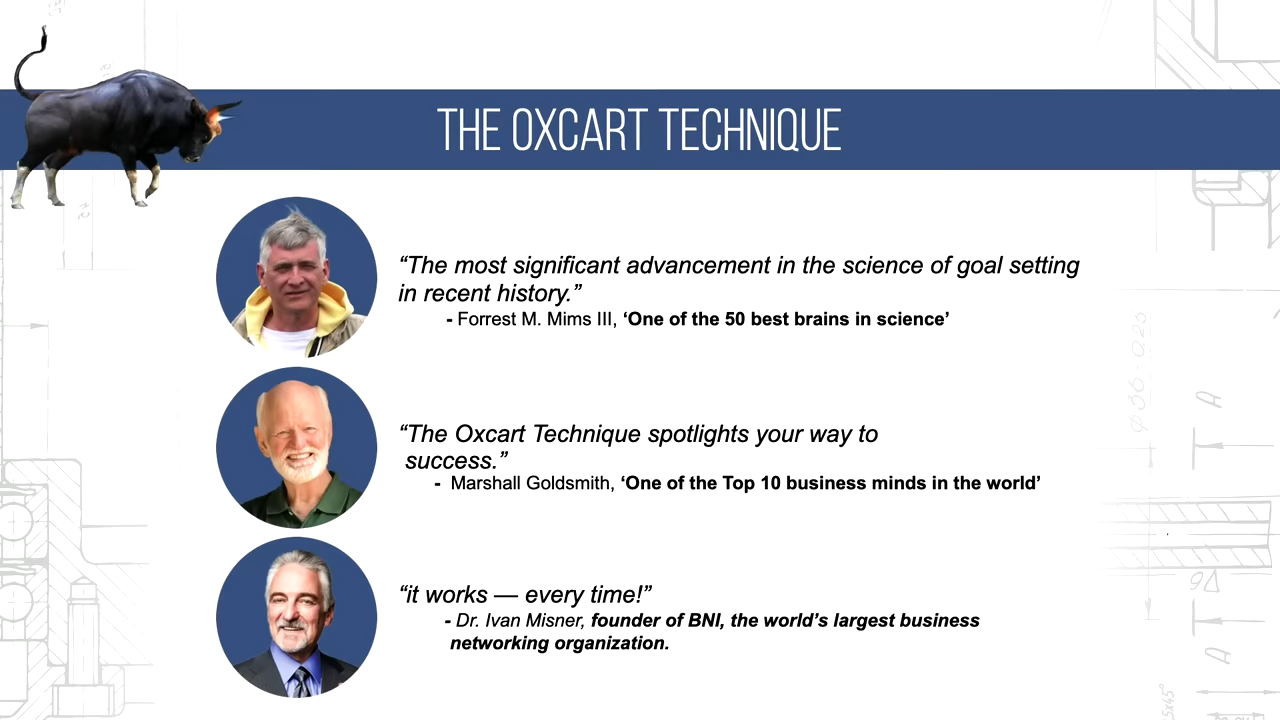 THE OXCART TECHNIQUE
“The most significant advancement in the science of goal setting
in recent history.”
- Forrest M. Mims III, ‘One of the 50 best brains in science’
“The Oxcart Technique spotlights your way to
success.”
- Marshall Goldsmith, ‘One of the Top 10 business minds in the world’
“it works — every time!”
- Dr. Ivan Misner, founder of BNI, the world’s largest business
networking organization.
A
A